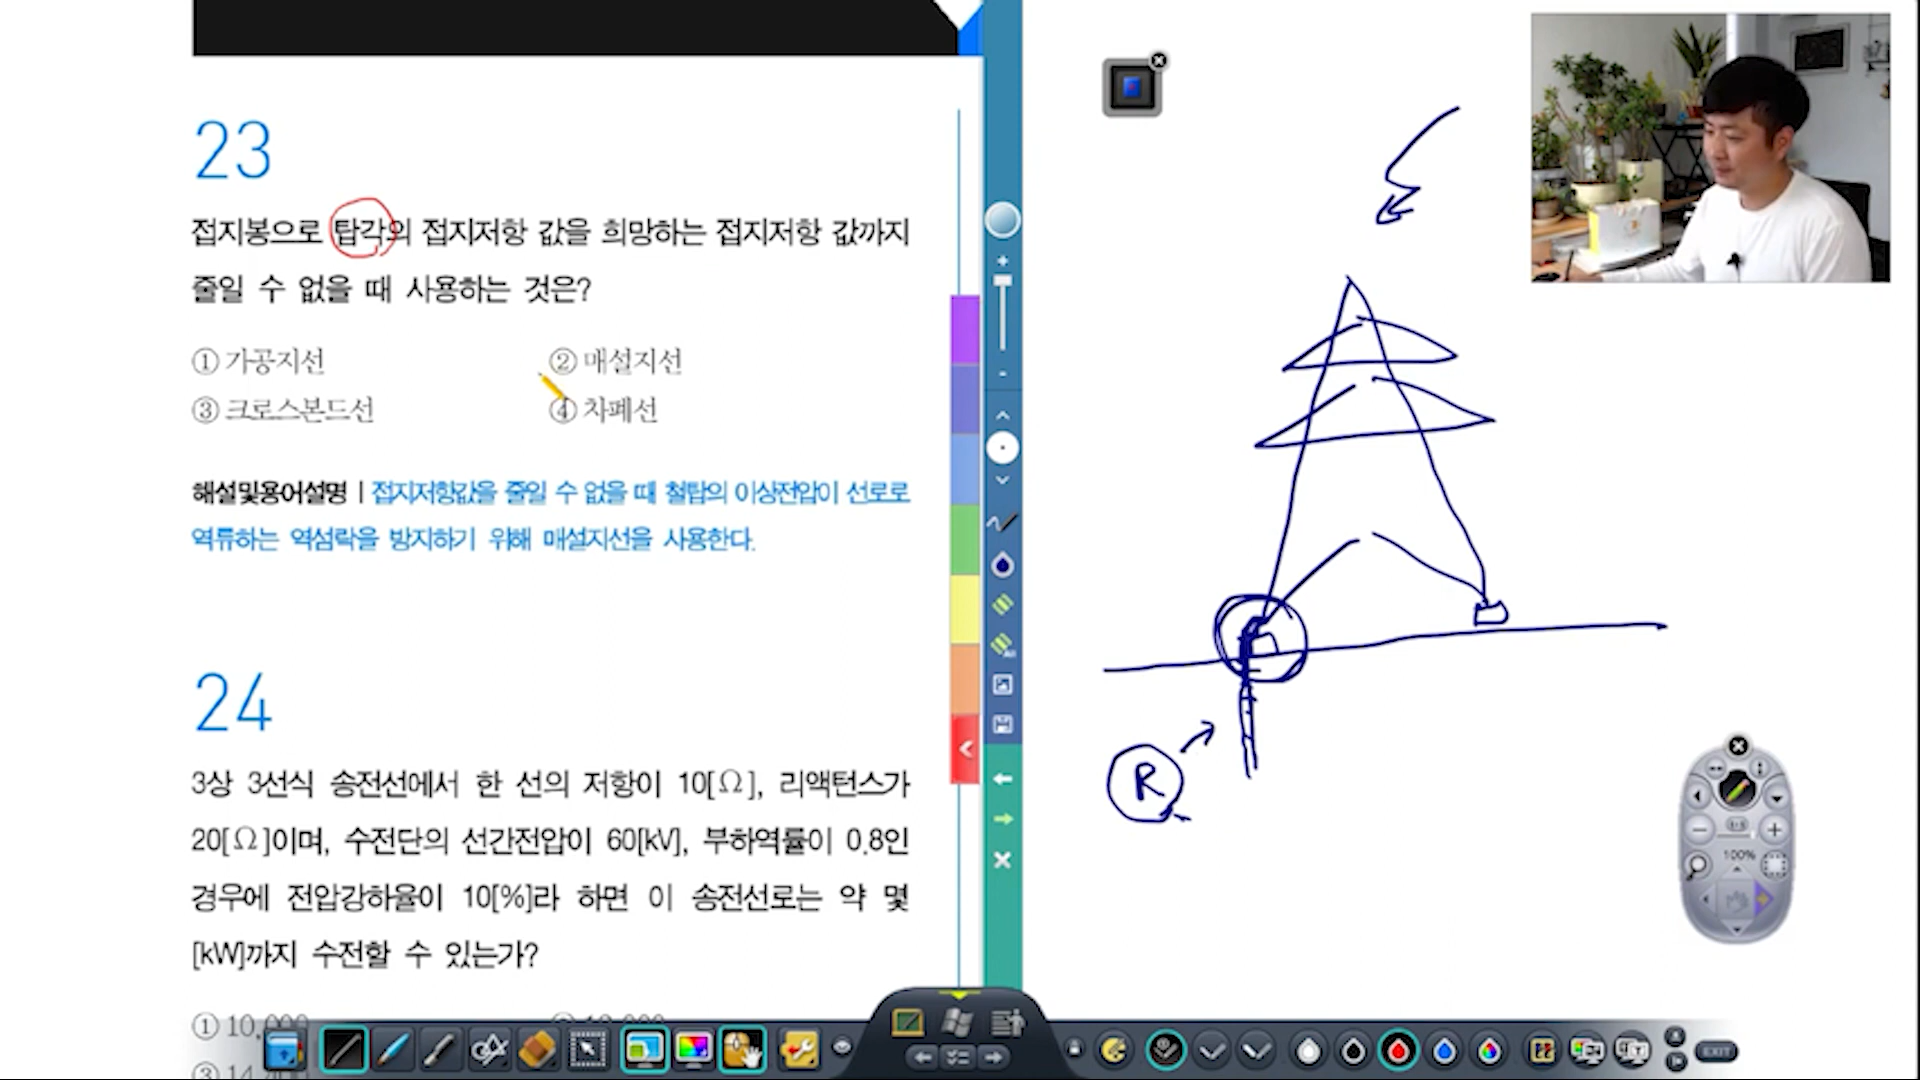 23
접지봉으로 탑각의 접지저항 값을 희망하는 접지저항 값까지
줄일 수 없을 때 사용하는 것은?
① 가공지선 ② 매설지선
③ 크로스본드선 ④ 차폐선
해설및용어설명 | 접지저항값을 줄일 수 없을 때 철탑의 이상전압이 선로로
역류하는 역섬락을 방지하기 위해 매설지선을 사용한다.
24
3상 3선식 송전선에서 한 선의 저항이 10[Ω], 리액턴스가
20[Ω]이며, 수전단의 선간전압이 60[kV], 부하역률이 0.8인
경우에 전압강하율이 10[%]라 하면 이 송전선로는 약 몇
[kW]까지 수전할 수 있는가?
① 10,000
③
R
100%
EXIT